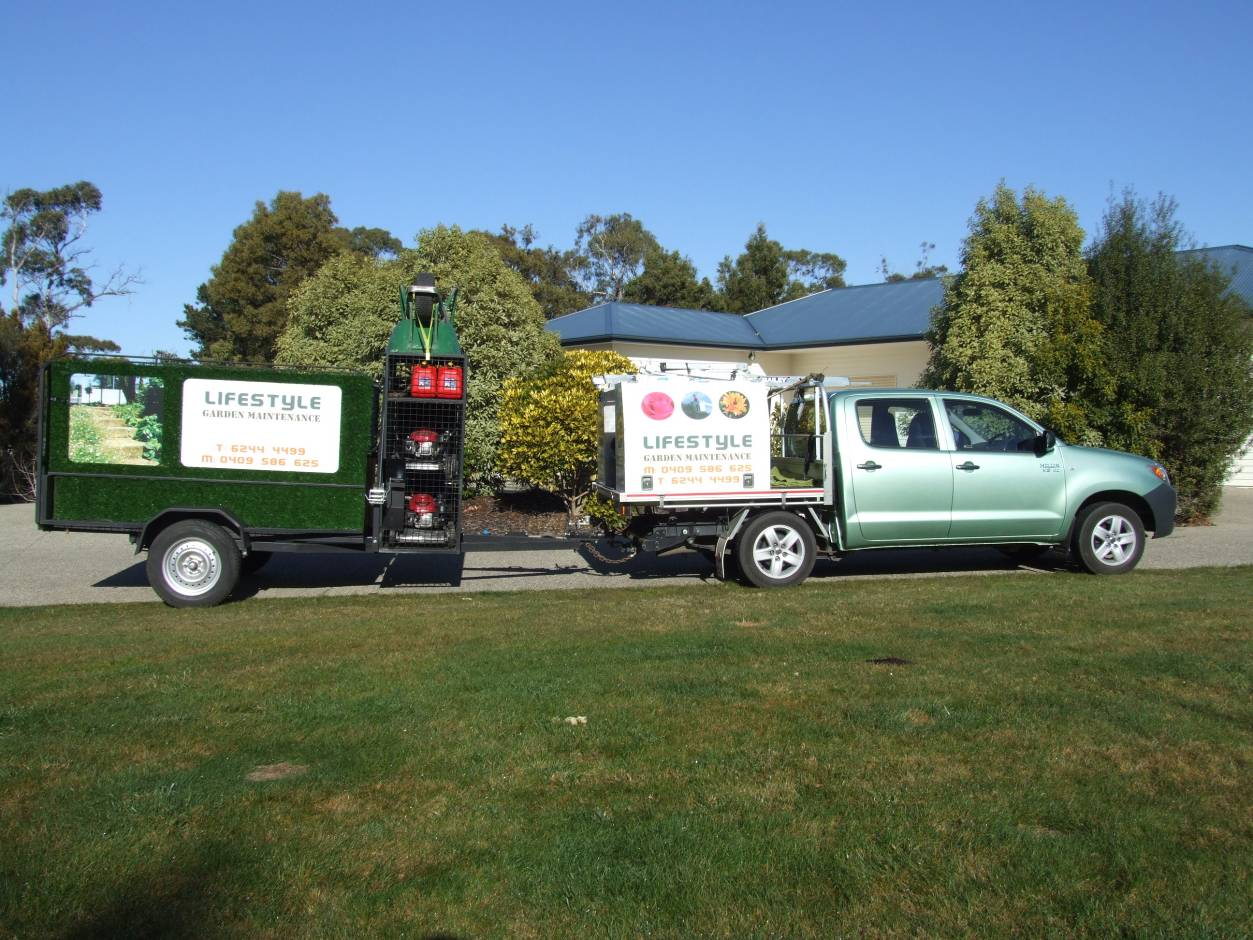 LIFESTYLE
GARDEN MAINTENANCE
T 6244 4499
M: 0409 586 625
LIFESTYLE
GARDEN MAINTENANCE
M: 0409 586 625
T 6244 4499